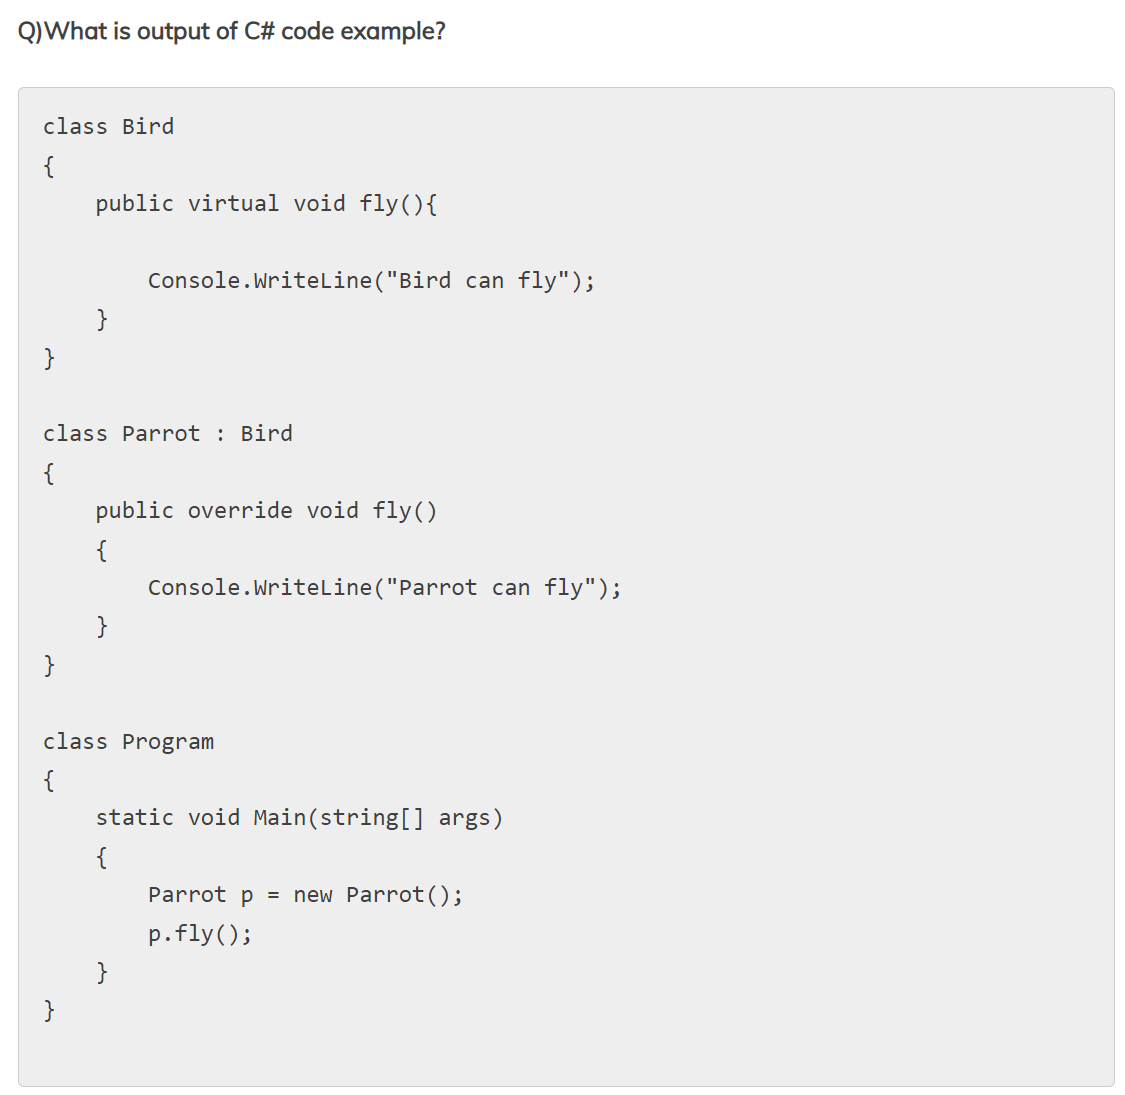 Q)What is output of C# code example?
class Bird
{
    public virtual void fly(){
        Console.WriteLine("Bird can fly");
    }
}
class Parrot : Bird
{
    public override void fly()
    {
        Console.WriteLine("Parrot can fly");
    }
}
class Program
{
    static void Main(string[] args)
    {
        Parrot p = new Parrot();
        p.fly();
    }
}